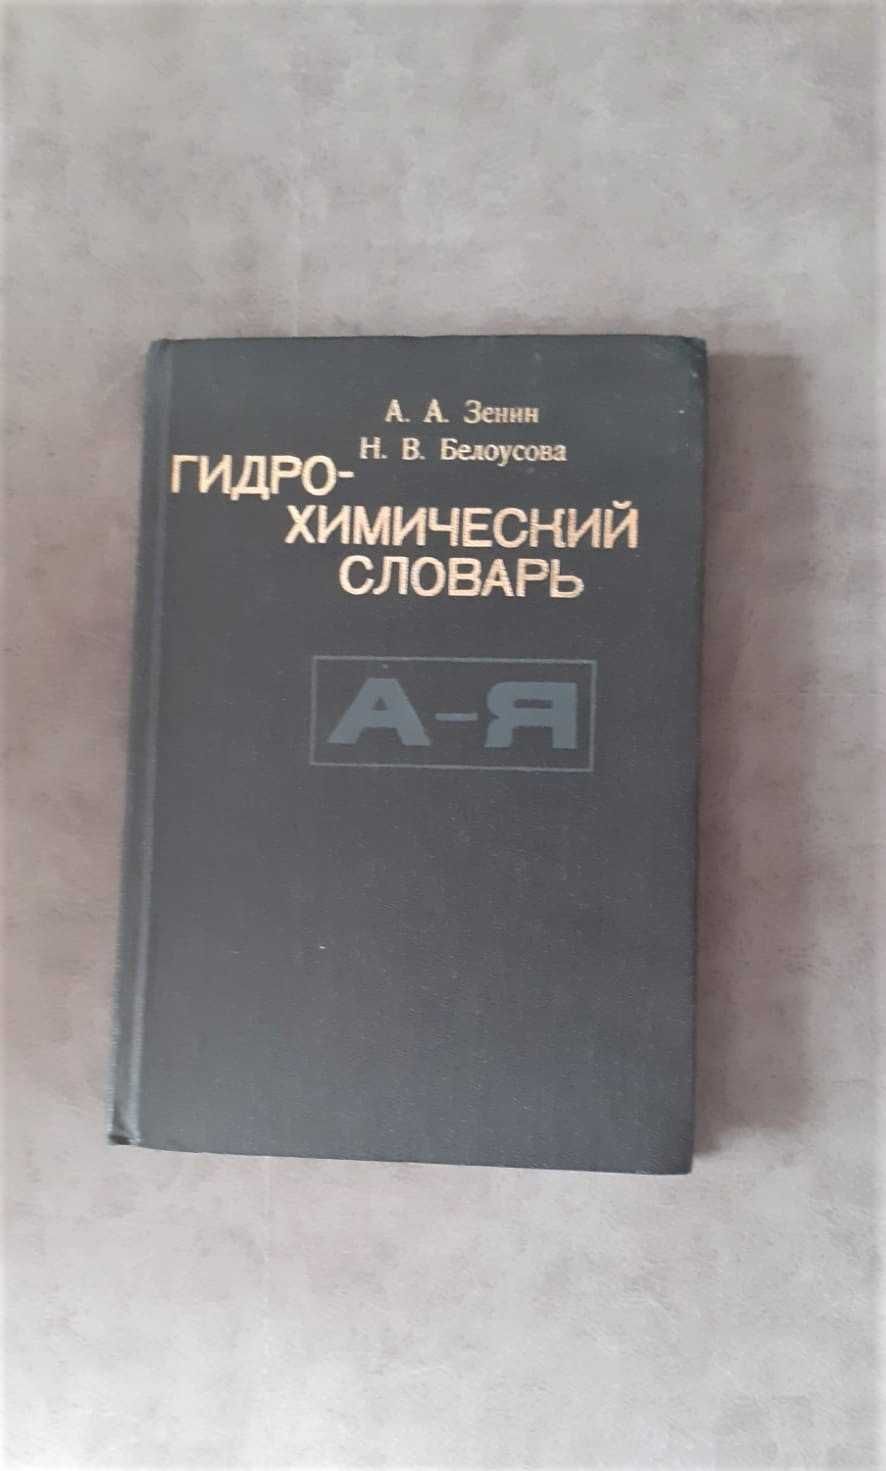 А. А. Зенин
Н. В. Белоусова
ГИДРО-
ХИМИЧЕСКИЙ
СЛОВАРЬ
А-Я